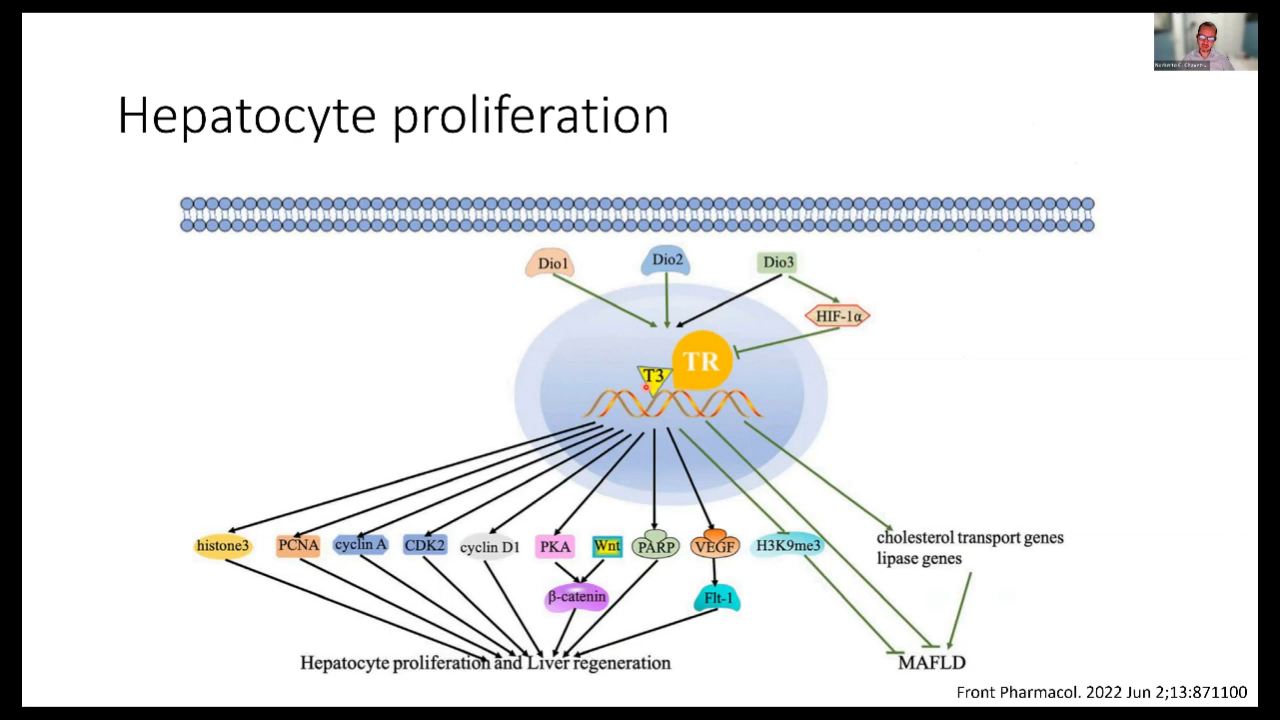 Hepatocyte proliferation
Dio1
Dio2
Dio3
HIF-1α
TR
T3
histone3
PCNA
cyclin A
CDK2
cyclin D1
PKA
Wnt
PARP
VEGF
H3K9me3
cholesterol transport genes
lipase genes
β-catenin
Flt-1
Hepatocyte proliferation and Liver regeneration
MAFLD
Front Pharmacol. 2022 Jun 2;13:871100